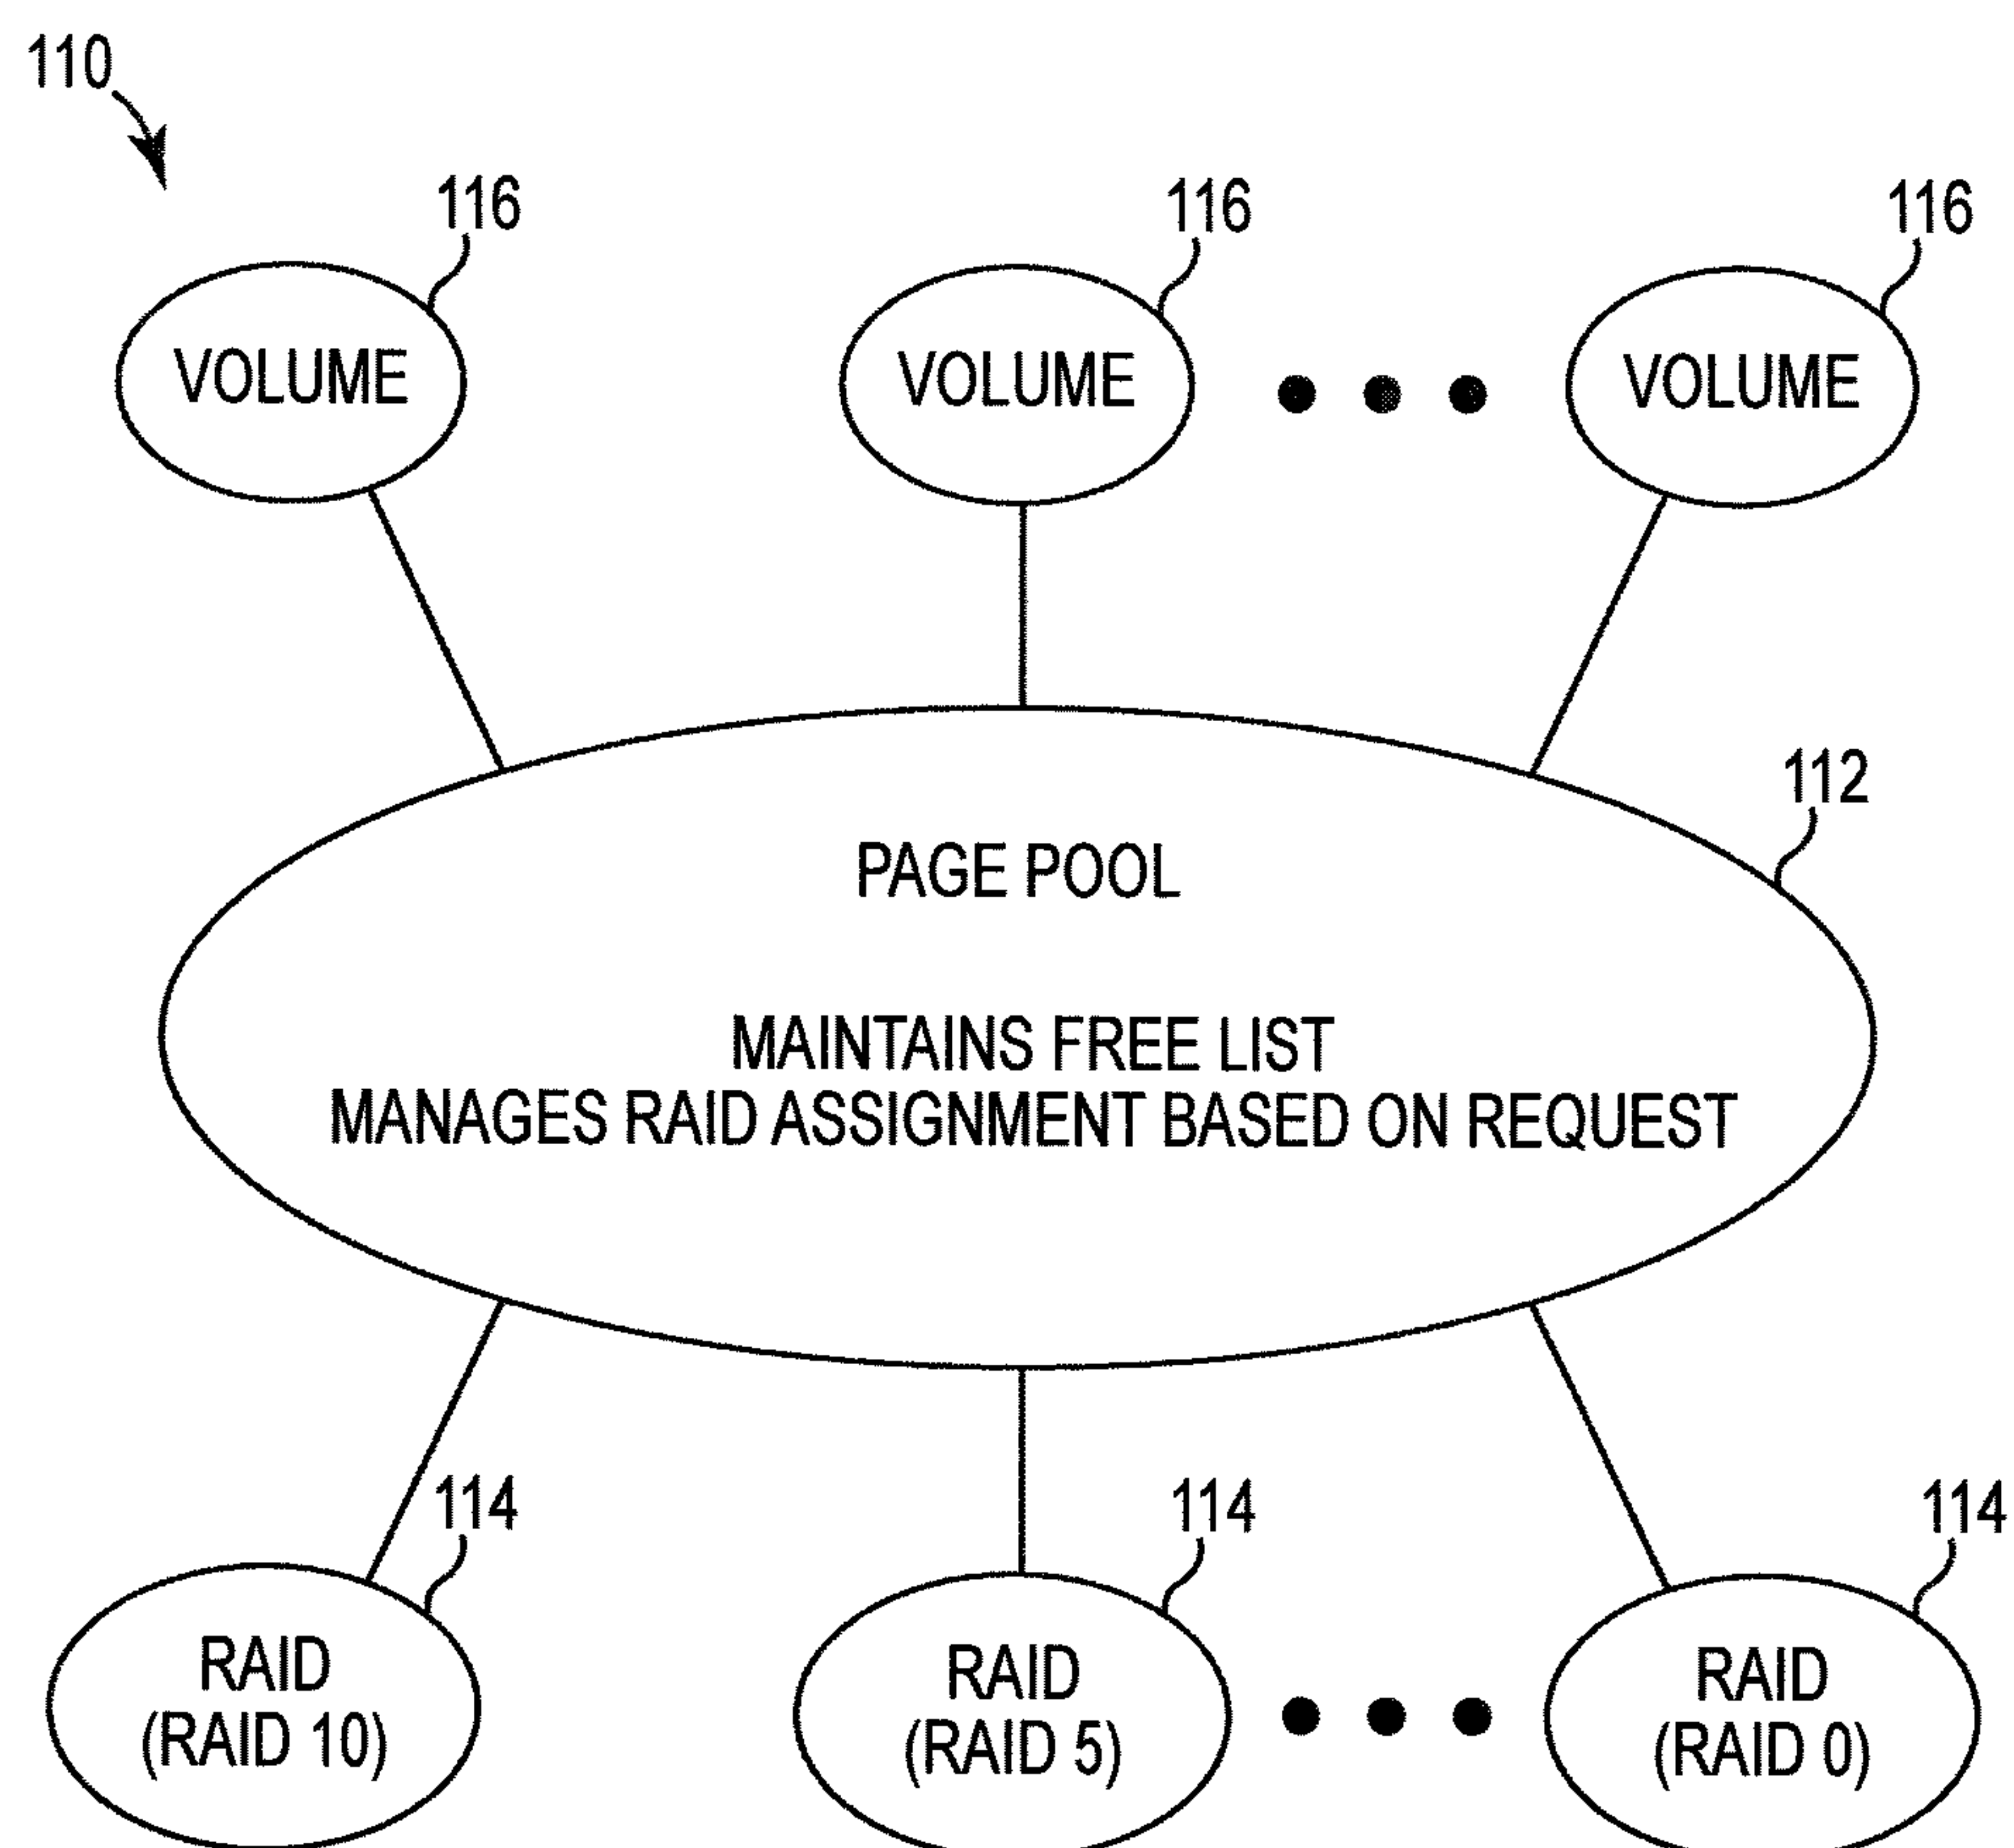 110
116
116
116
VOLUME
VOLUME
VOLUME
112
PAGE POOL
MAINTAINS FREE LIST
MANAGES RAID ASSIGNMENT BASED ON REQUEST
114
114
114
RAID
(RAID 10)
RAID
(RAID 5)
RAID
(RAID 0)